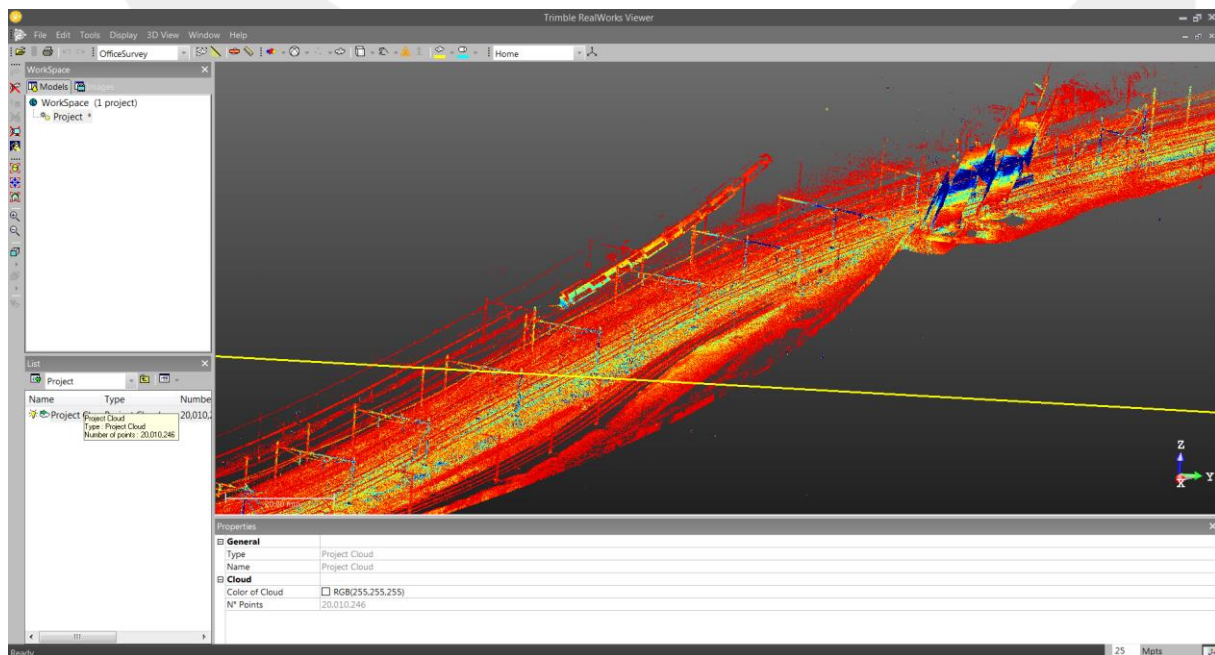 Trimble RealWorks Viewer
File Edit Tools Display 3D View Window Help
OfficeSurvey
Home
WorkSpace
Models
WorkSpace (1 project)
Project *
List
Project
Name Type Numbe
Project 20,010,
Project Cloud
Type : Project Cloud
Number of points : 20,010,246
Z
Y
X
Properties
General
Type Project Cloud
Name Project Cloud
Cloud
Color of Cloud RGB(255,255,255)
N° Points 20,010,246
Ready
25 Mpts